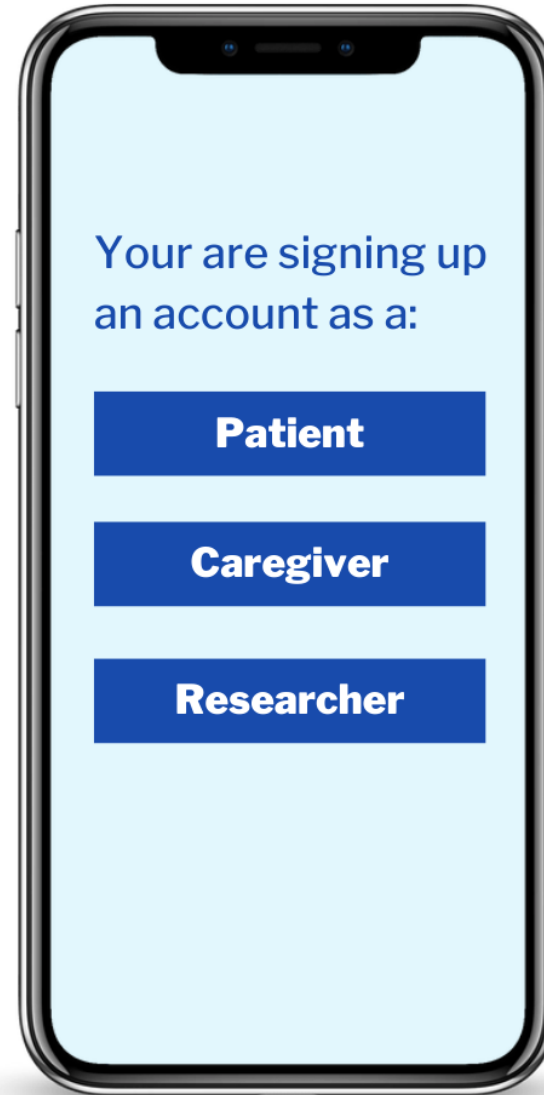 Your are signing up
an account as a:
Patient
Caregiver
Researcher